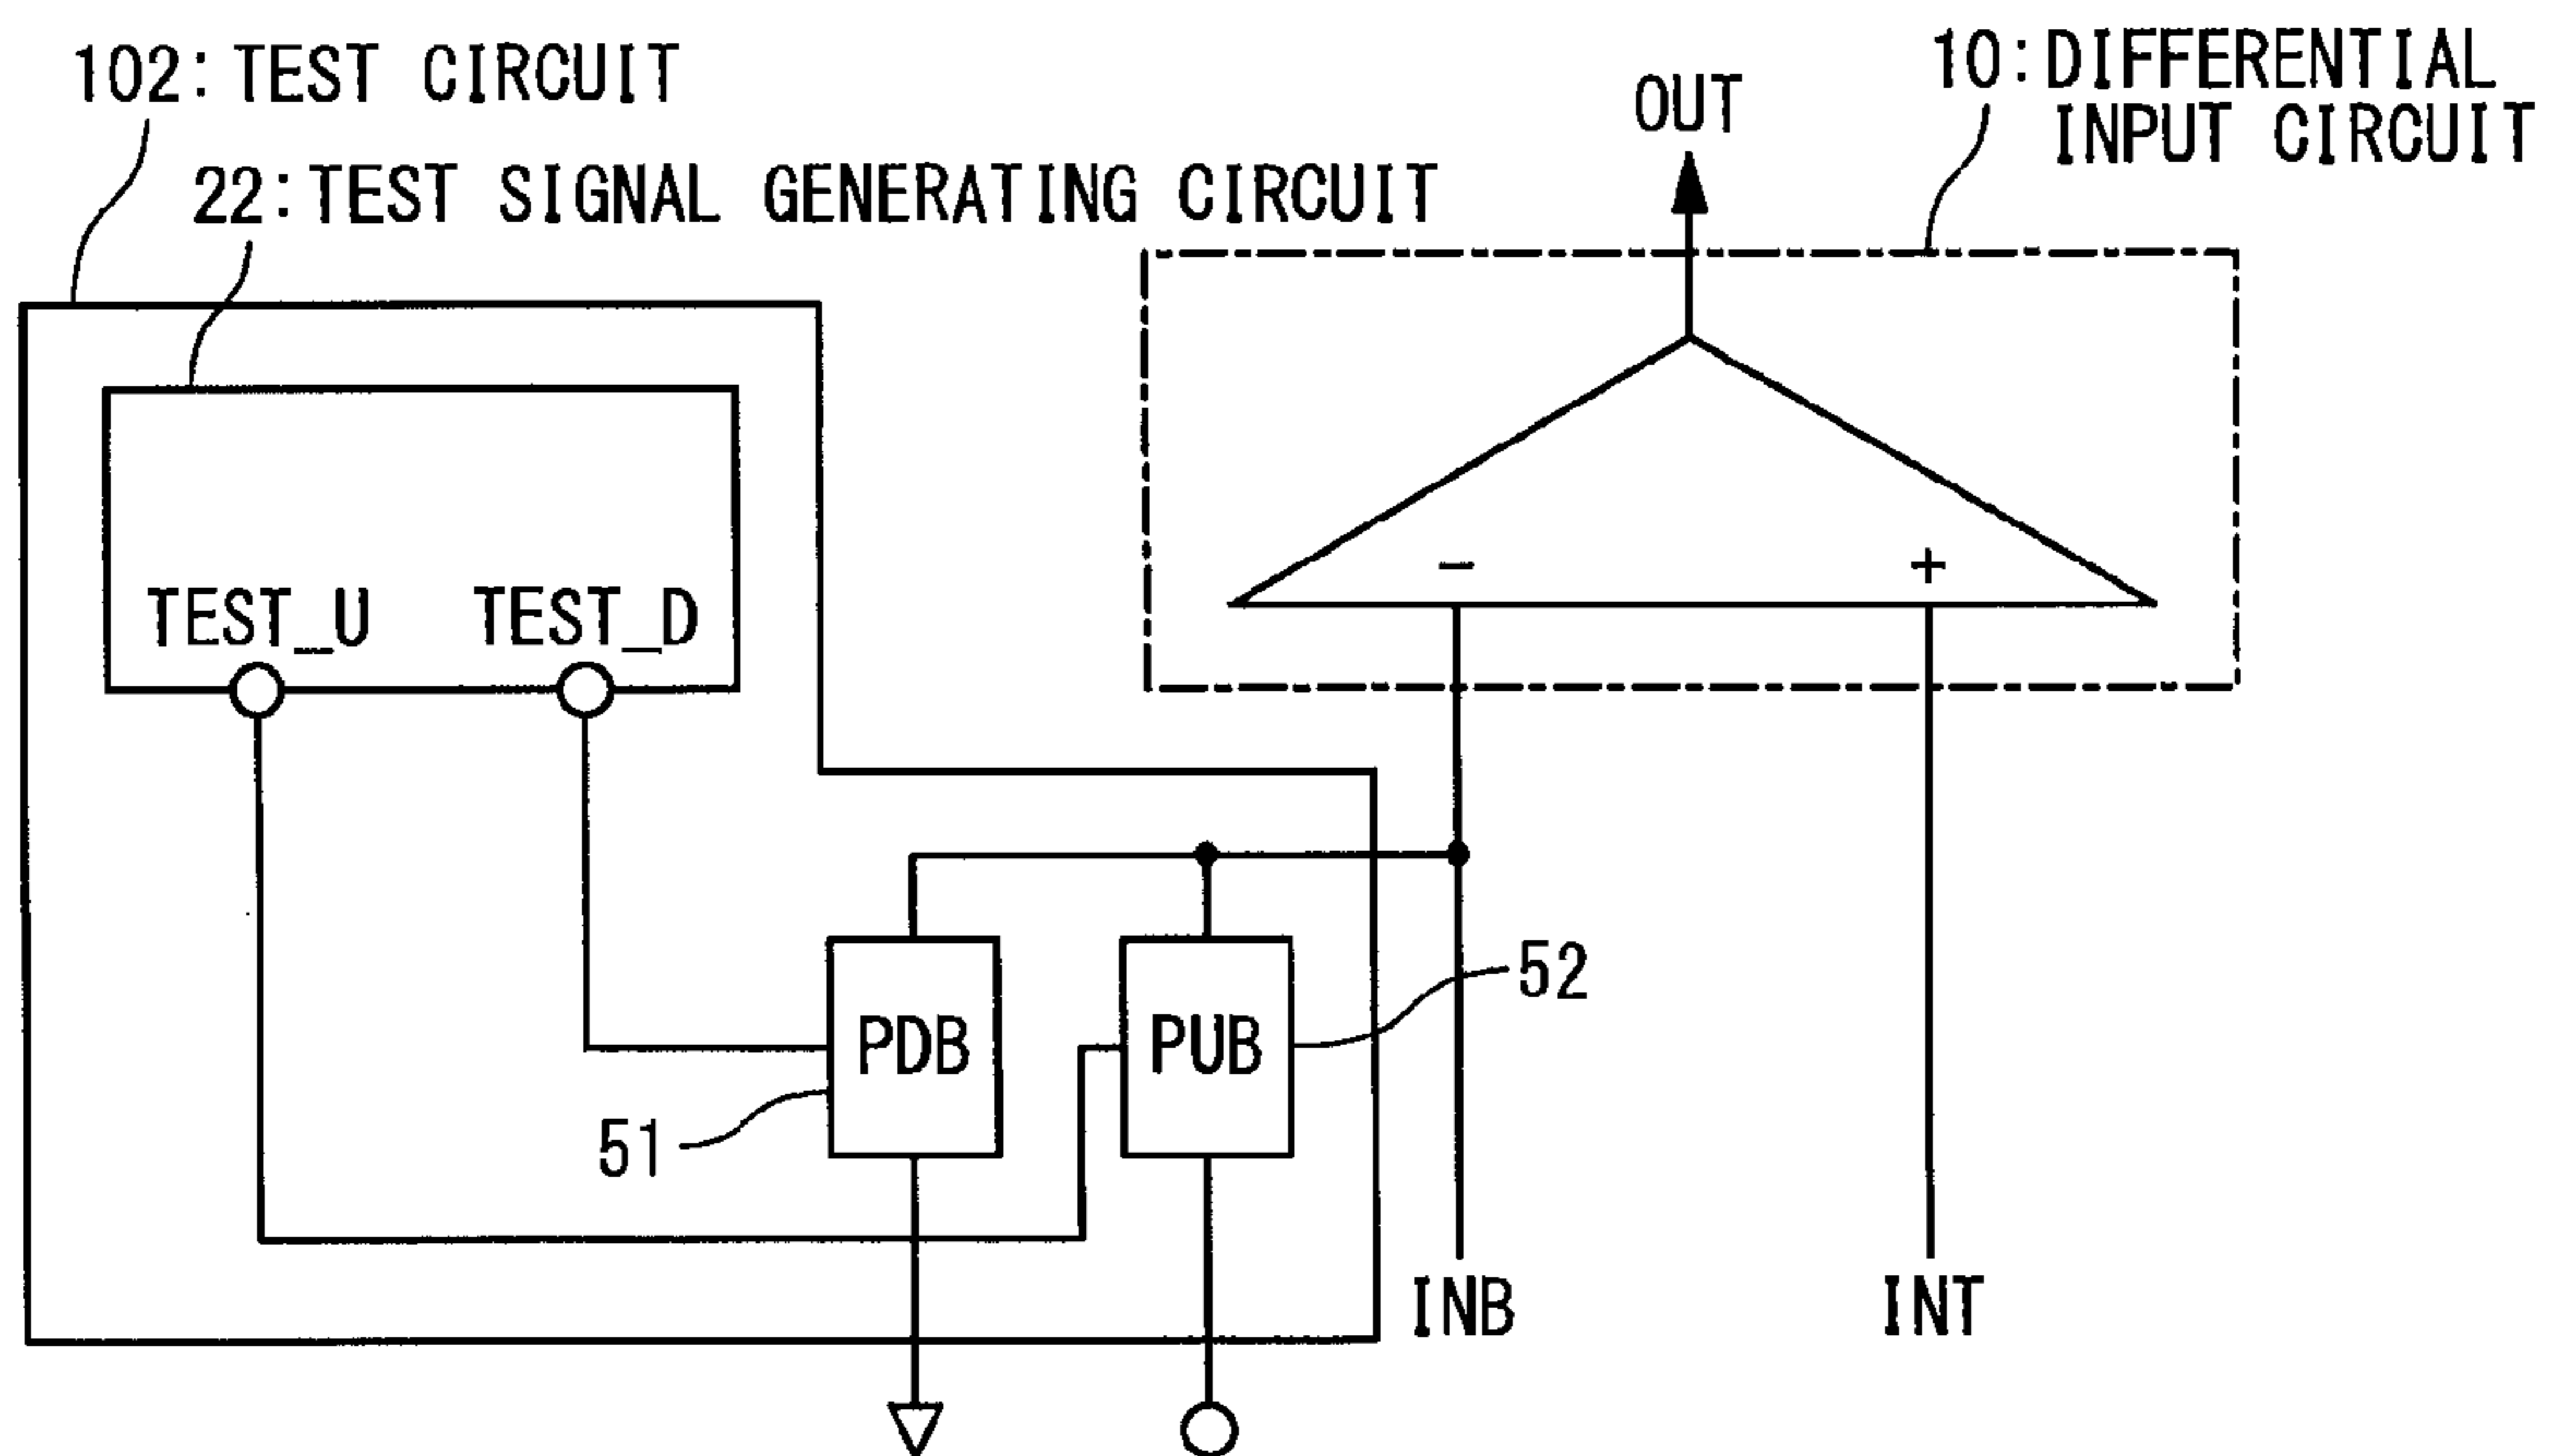 102:TEST CIRCUIT
22:TEST SIGNAL GENERATING CIRCUIT
OUT
10:DIFFERENTIAL
INPUT CIRCUIT
- +
TEST_U TEST_D
PDB PUB
52
51
INB INT